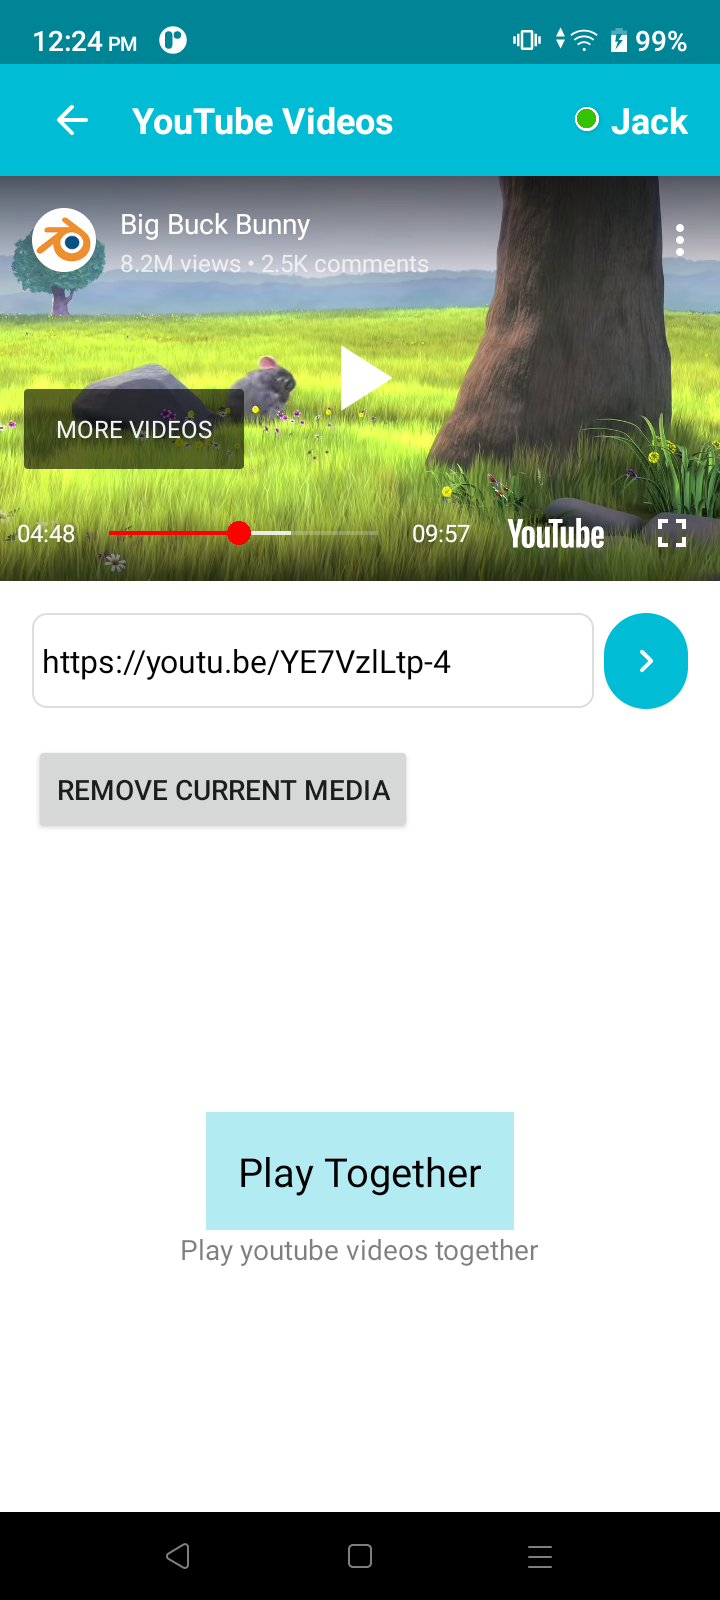 12:24 PM 99%
YouTube Videos Jack
Big Buck Bunny
8.2M views • 2.5K comments
MORE VIDEOS
04:48 09:57 YouTube
https://youtu.be/YE7VzlLtp-4
REMOVE CURRENT MEDIA
Play Together
Play youtube videos together